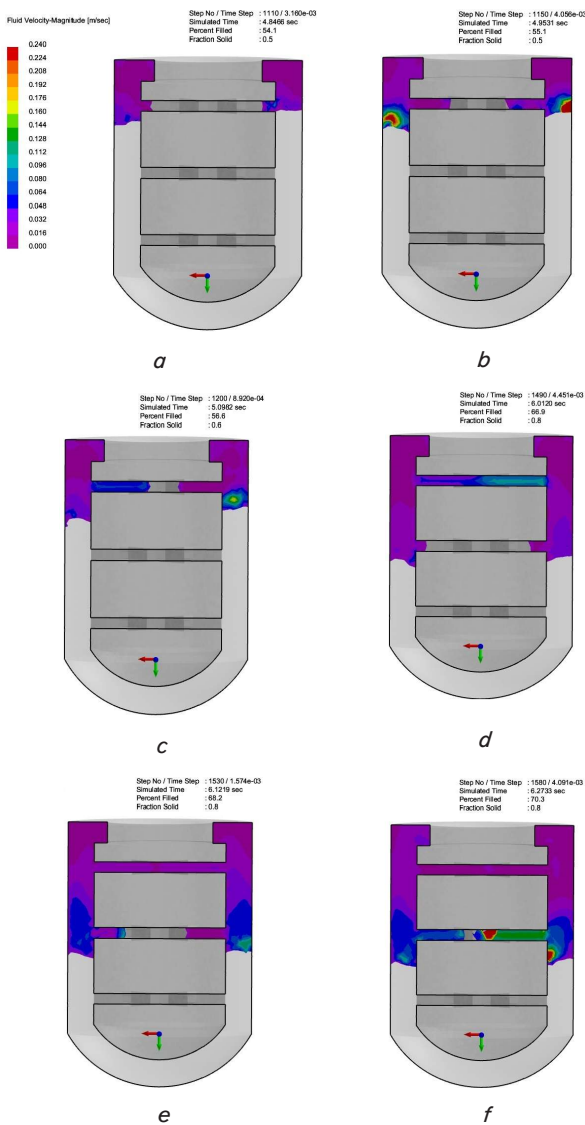 Fluid Velocity-Magnitude [m/sec]
0.240
0.224
0.208
0.192
0.176
0.160
0.144
0.128
0.112
0.096
0.080
0.064
0.048
0.032
0.016
0.000
Step No / Time Step : 1110 / 3.160e-03
Simulated Time : 4.8466 sec
Percent Filled : 54.1
Fraction Solid : 0.5
a
Step No / Time Step : 1150 / 4.056e-03
Simulated Time : 4.9531 sec
Percent Filled : 55.1
Fraction Solid : 0.5
b
Step No / Time Step : 1200 / 8.920e-04
Simulated Time : 5.0982 sec
Percent Filled : 56.6
Fraction Solid : 0.6
c
Step No / Time Step : 1490 / 4.451e-03
Simulated Time : 6.0120 sec
Percent Filled : 66.9
Fraction Solid : 0.8
d
Step No / Time Step : 1530 / 1.574e-03
Simulated Time : 6.1219 sec
Percent Filled : 68.2
Fraction Solid : 0.8
e
Step No / Time Step : 1580 / 4.091e-03
Simulated Time : 6.2733 sec
Percent Filled : 70.3
Fraction Solid : 0.8
f